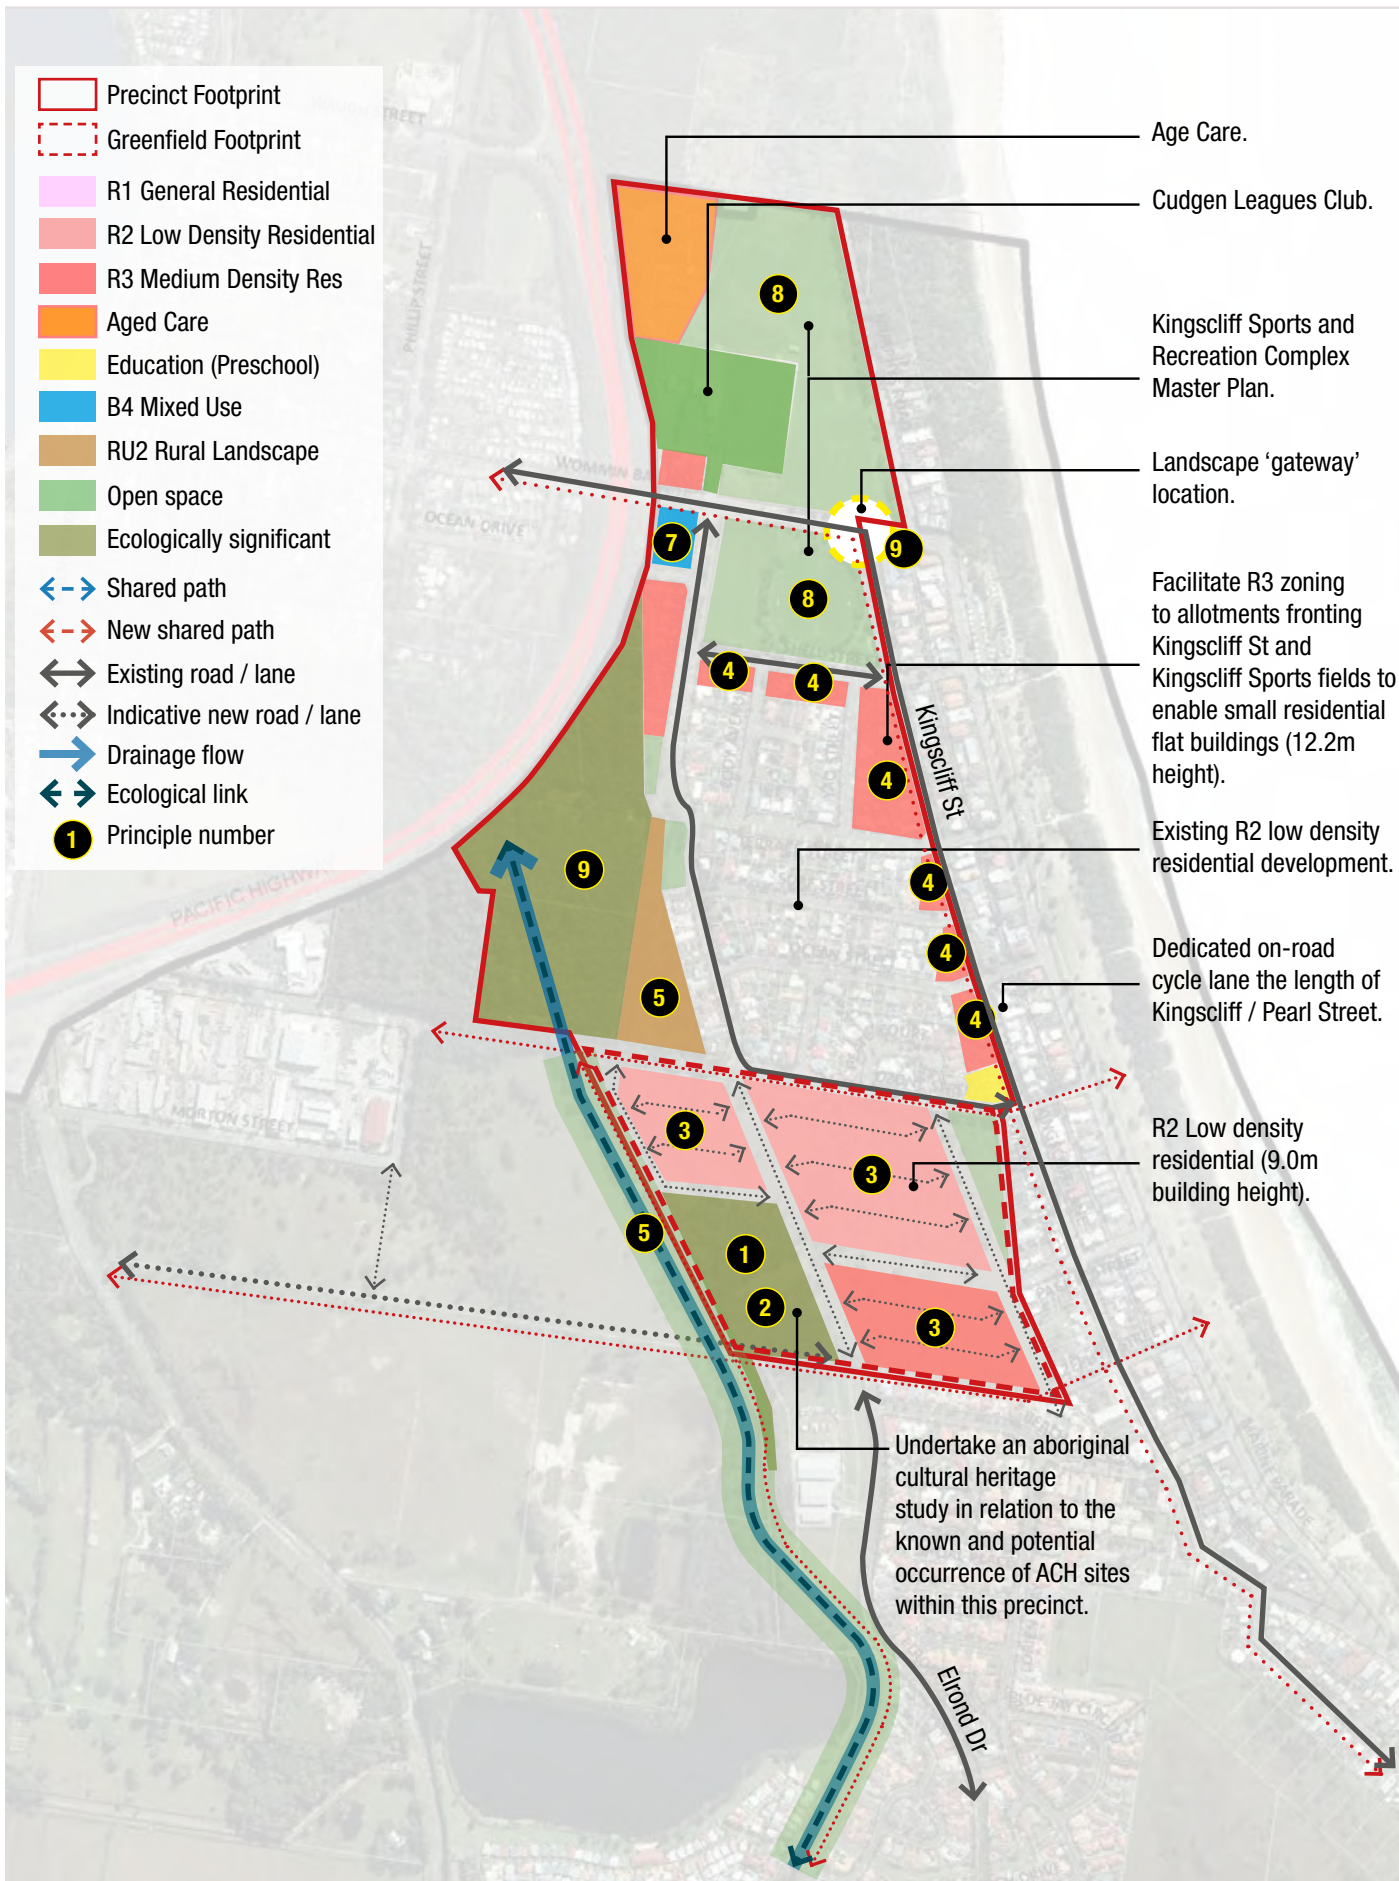 Precinct Footprint
Greenfield Footprint
R1 General Residential
R2 Low Density Residential
R3 Medium Density Res
Aged Care
Education (Preschool)
B4 Mixed Use
RU2 Rural Landscape
Open space
Ecologically significant
Shared path
New shared path
Existing road / lane
Indicative new road / lane
Drainage flow
Ecological link
1 Principle number
Age Care.
Cudgen Leagues Club.
Kingscliff Sports and
Recreation Complex
Master Plan.
Landscape ‘gateway’
location.
Facilitate R3 zoning
to allotments fronting
Kingscliff St and
Kingscliff Sports fields to
enable small residential
flat buildings (12.2m
height).
Existing R2 low density
residential development.
Dedicated on-road
cycle lane the length of
Kingscliff / Pearl Street.
R2 Low density
residential (9.0m
building height).
Undertake an aboriginal
cultural heritage
study in relation to the
known and potential
occurrence of ACH sites
within this precinct.
PHILLIP STREET
OCEAN DRIVE
PACIFIC HIGHWAY
Kingscliff St
Elrond Dr
MARINE PARADE
8
9
7
8
4
4
4
9
4
4
5
4
3
3
5
1
2
3